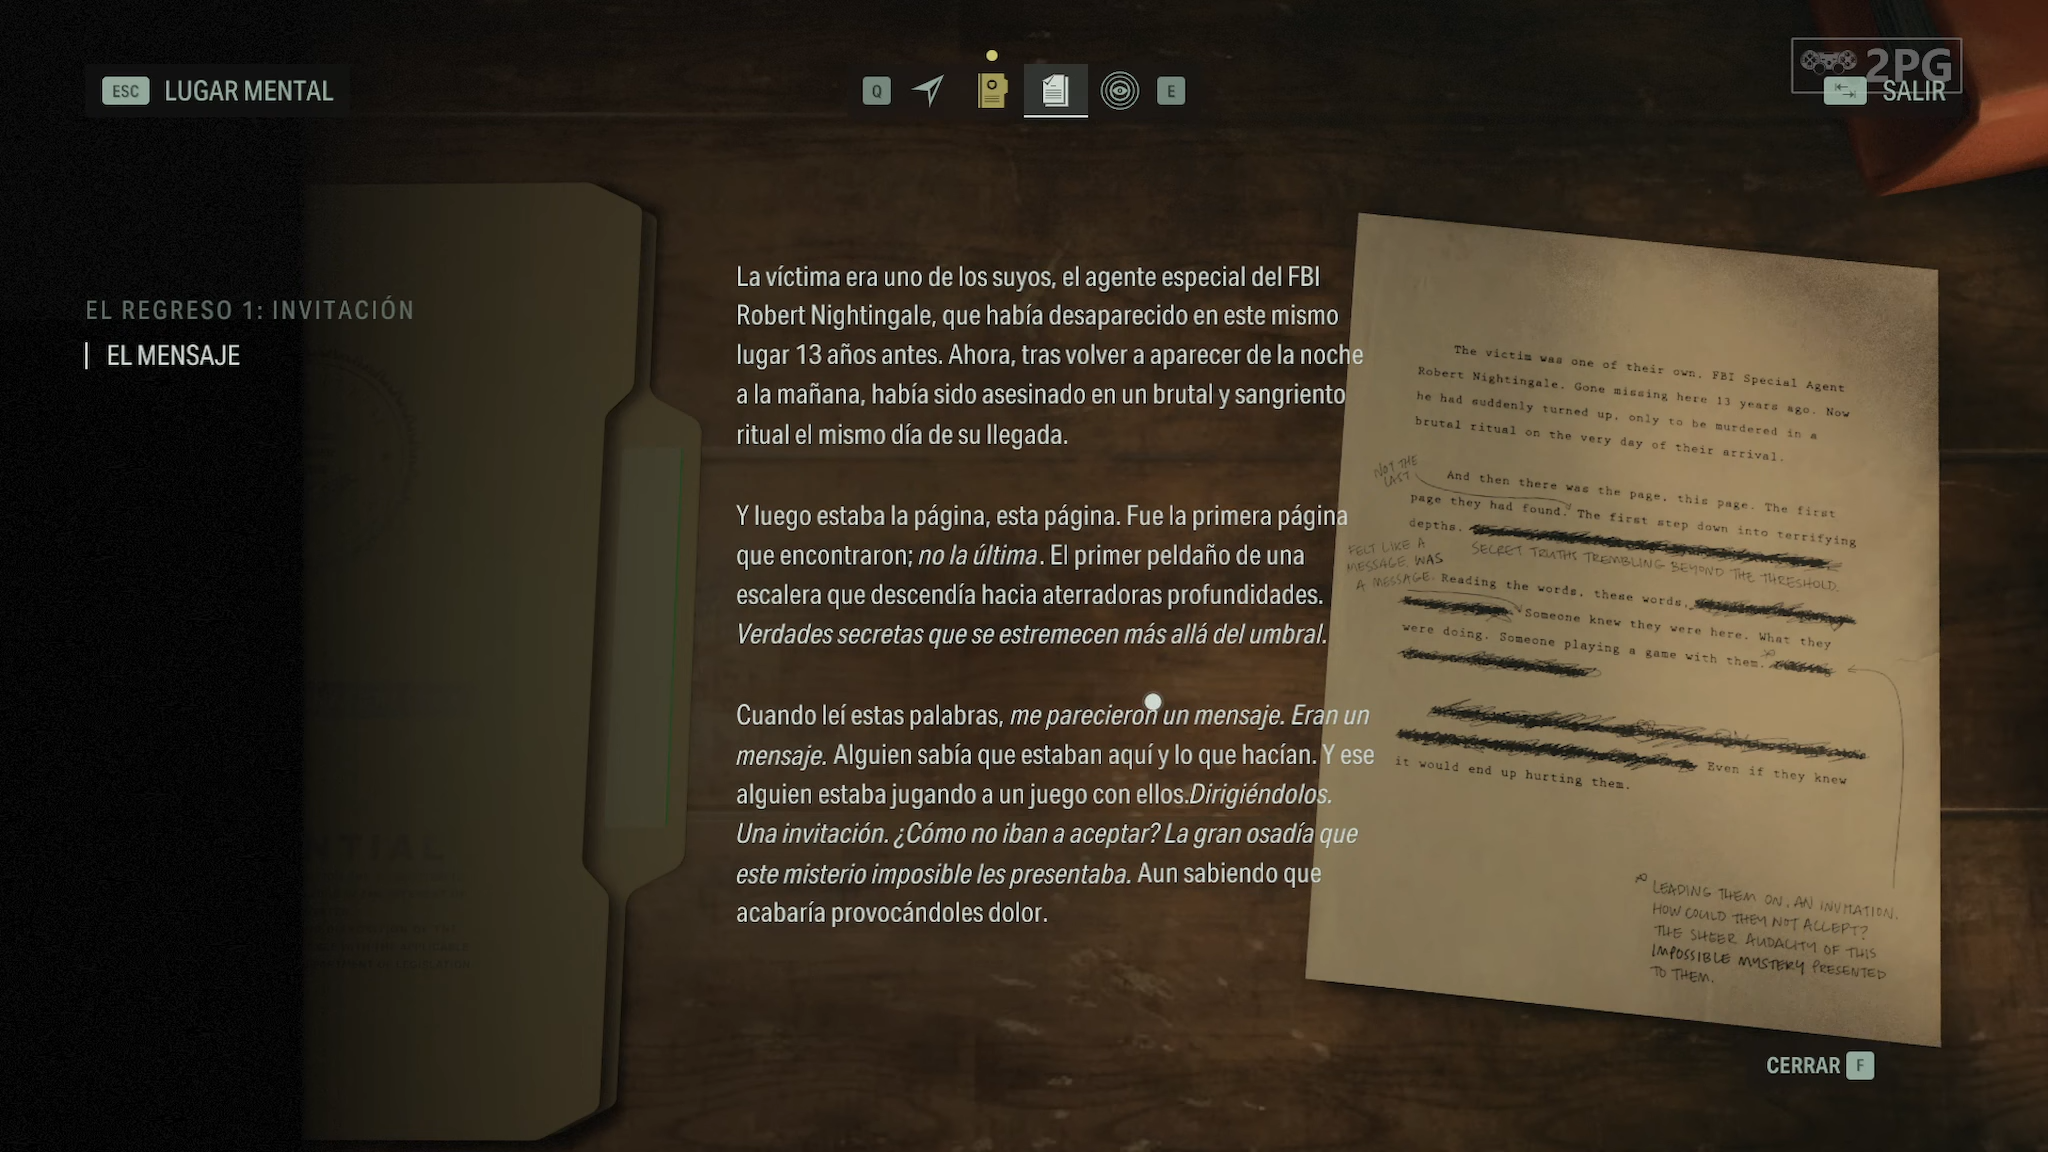 ESC LUGAR MENTAL
Q
E
2PG
SALIR
EL REGRESO 1: INVITACIÓN
EL MENSAJE
La víctima era uno de los suyos, el agente especial del FBI
Robert Nightingale, que había desaparecido en este mismo
lugar 13 años antes. Ahora, tras volver a aparecer de la noche
a la mañana, había sido asesinado en un brutal y sangriento
ritual el mismo día de su llegada.
Y luego estaba la página, esta página. Fue la primera página
que encontraron; no la última. El primer peldaño de una
escalera que descendía hacia aterradoras profundidades.
Verdades secretas que se estremecen más allá del umbral.
Cuando leí estas palabras, me parecieron un mensaje. Eran un
mensaje. Alguien sabía que estaban aquí y lo que hacían. Y ese
alguien estaba jugando a un juego con ellos.Dirigiéndolos.
Una invitación. ¿Cómo no iban a aceptar? La gran osadía que
este misterio imposible les presentaba. Aun sabiendo que
acabaría provocándoles dolor.
The victim was one of their own. FBI Special Agent
Robert Nightingale. Gone missing here 13 years ago. Now
he had suddenly turned up, only to be murdered in a
brutal ritual on the very day of their arrival.
NOT THE
LAST
And then there was the page, this page. The first
page they had found. The first step down into terrifying
depths.
SECRET TRUTHS TREMBLING BEYOND THE THRESHOLD.
FELT LIKE A
MESSAGE. WAS
A MESSAGE.
Reading the words, these words,
Someone knew they were here. What they
were doing. Someone playing a game with them.
Even if they knew
it would end up hurting them.
LEADING THEM ON. AN INVITATION.
HOW COULD THEY NOT ACCEPT?
THE SHEER AUDACITY OF THIS
IMPOSSIBLE MYSTERY PRESENTED
TO THEM.
NTIAL
CERRAR F